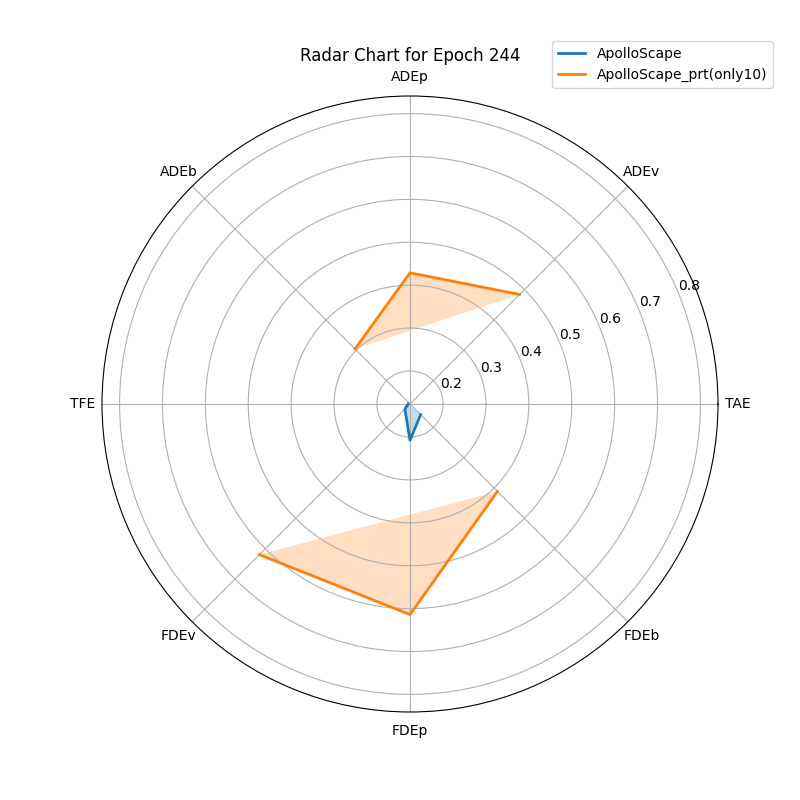 Radar Chart for Epoch 244
ApolloScape
ApolloScape_prt(only10)
ADEp
ADEb
ADEv
0.8
0.7
0.6
0.5
0.4
0.3
0.2
TFE
TAE
FDEv
FDEb
FDEp